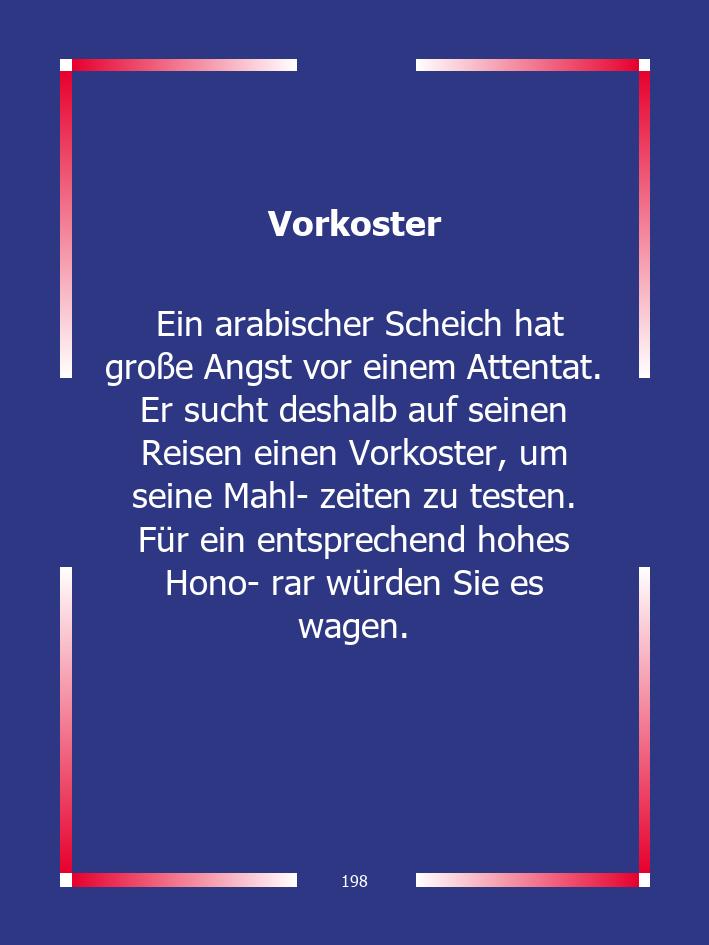 Vorkoster
Ein arabischer Scheich hat
große Angst vor einem Attentat.
Er sucht deshalb auf seinen
Reisen einen Vorkoster, um
seine Mahl- zeiten zu testen.
Für ein entsprechend hohes
Hono- rar würden Sie es
wagen.
198